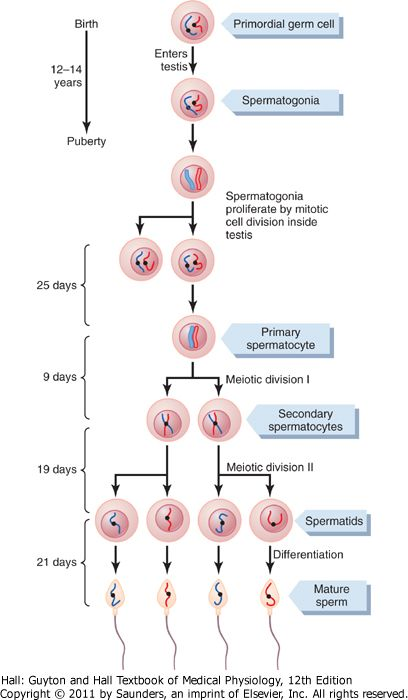 Birth
Primordial germ cell
Enters
testis
12–14
years
Spermatogonia
Puberty
Spermatogonia
proliferate by mitotic
cell division inside
testis
25 days
Primary
spermatocyte
9 days
Meiotic division I
Secondary
spermatocytes
19 days
Meiotic division II
Spermatids
21 days
Differentiation
Mature
sperm
Hall: Guyton and Hall Textbook of Medical Physiology, 12th Edition
Copyright © 2011 by Saunders, an imprint of Elsevier, Inc. All rights reserved.